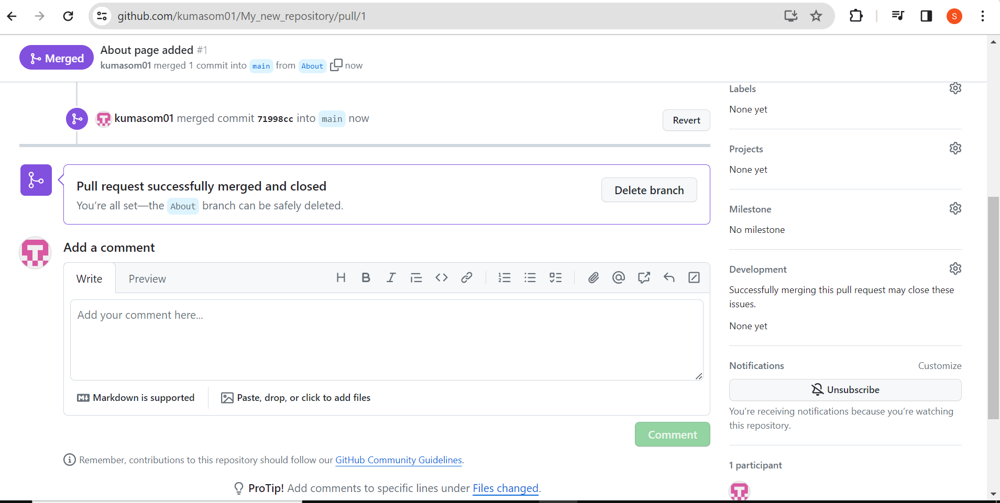 github.com/kumasom01/My_new_repository/pull/1
S
Merged
About page added #1
kumasom01 merged 1 commit into main from About now
kumasom01 merged commit 71998cc into main now
Revert
Pull request successfully merged and closed
You’re all set—the About branch can be safely deleted.
Delete branch
Add a comment
Write Preview
Add your comment here...
Markdown is supported
Paste, drop, or click to add files
Comment
Remember, contributions to this repository should follow our GitHub Community Guidelines.
ProTip! Add comments to specific lines under Files changed.
Labels
None yet
Projects
None yet
Milestone
No milestone
Development
Successfully merging this pull request may close these
issues.
None yet
Notifications Customize
Unsubscribe
You’re receiving notifications because you’re watching
this repository.
1 participant